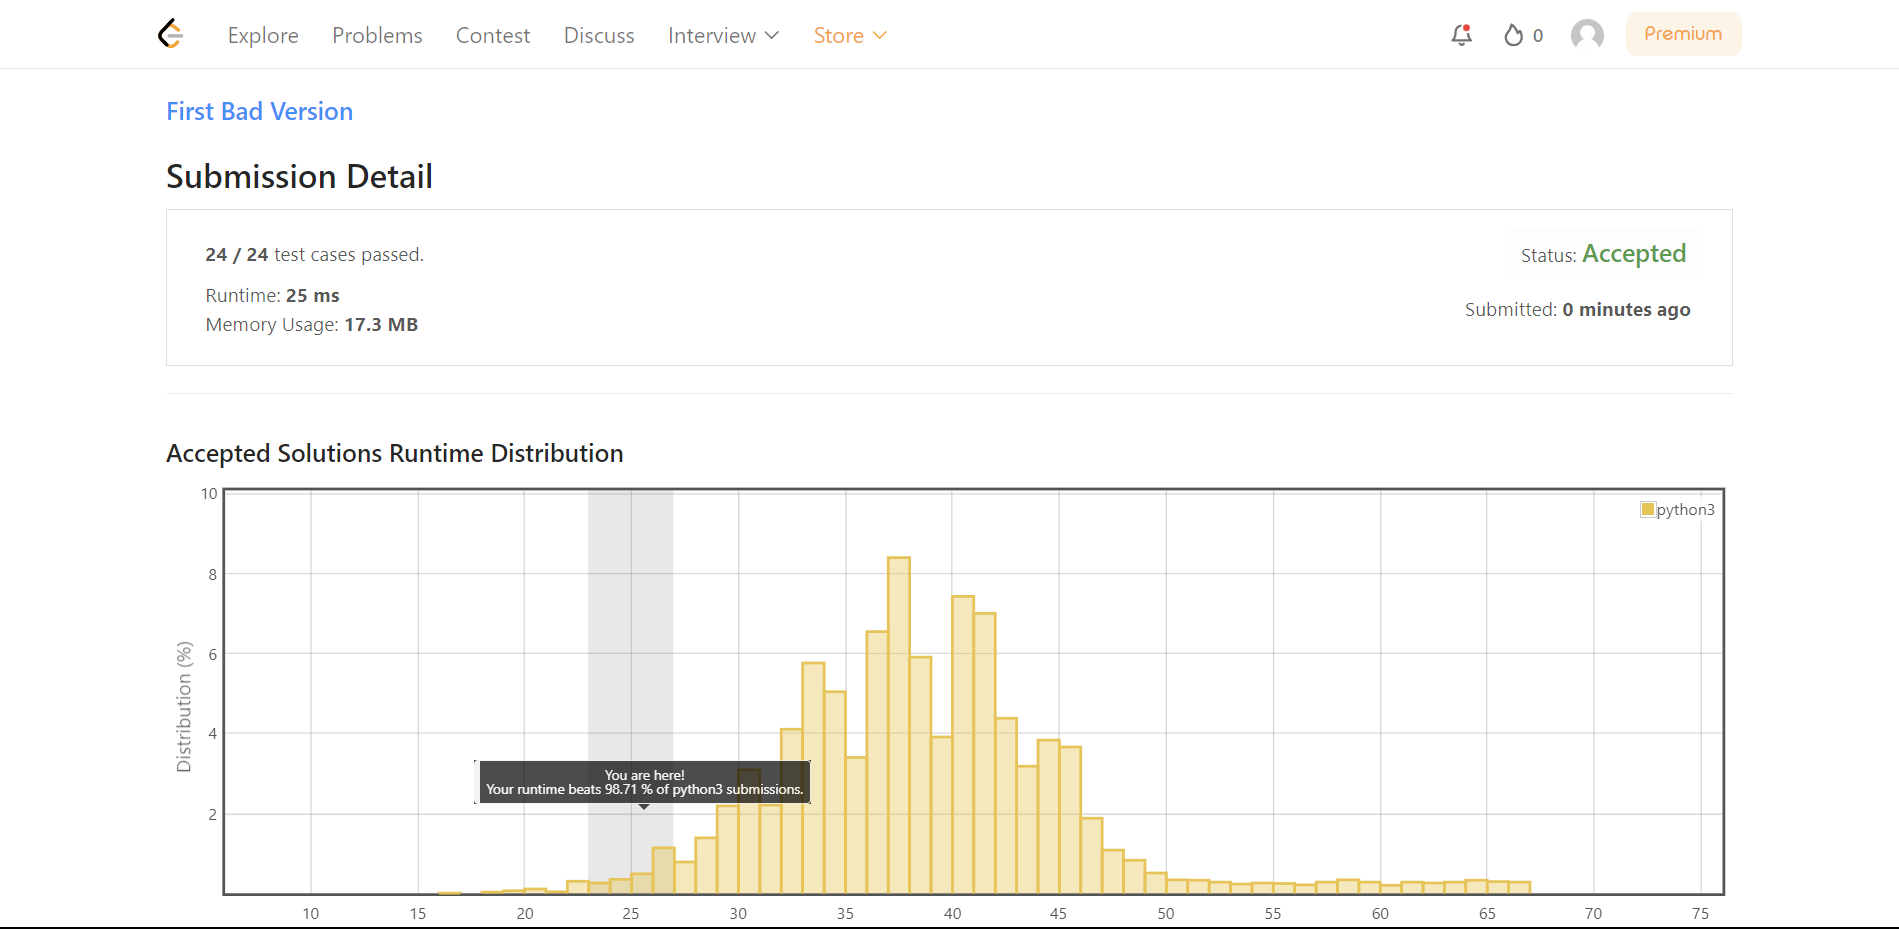 Explore Problems Contest Discuss Interview Store 0 Premium
First Bad Version
Submission Detail
24 / 24 test cases passed.
Status: Accepted
Runtime: 25 ms
Submitted: 0 minutes ago
Memory Usage: 17.3 MB
Accepted Solutions Runtime Distribution
10
8
6
4
2
Distribution (%)
python3
You are here!
Your runtime beats 98.71 % of python3 submissions.
10 15 20 25 30 35 40 45 50 55 60 65 70 75